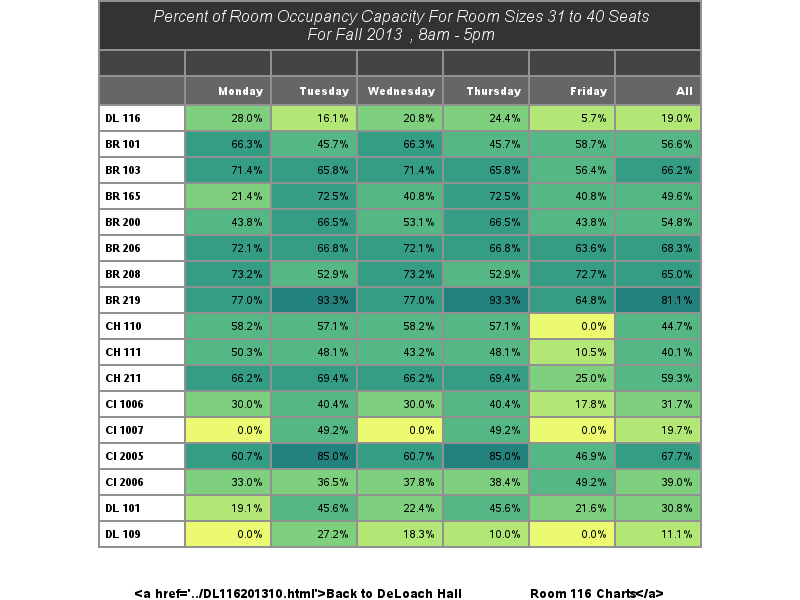 Percent of Room Occupancy Capacity For Room Sizes 31 to 40 Seats
For Fall 2013 , 8am - 5pm
Monday Tuesday Wednesday Thursday Friday All
DL 116 28.0% 16.1% 20.8% 24.4% 5.7% 19.0%
BR 101 66.3% 45.7% 66.3% 45.7% 58.7% 56.6%
BR 103 71.4% 65.8% 71.4% 65.8% 56.4% 66.2%
BR 165 21.4% 72.5% 40.8% 72.5% 40.8% 49.6%
BR 200 43.8% 66.5% 53.1% 66.5% 43.8% 54.8%
BR 206 72.1% 66.8% 72.1% 66.8% 63.6% 68.3%
BR 208 73.2% 52.9% 73.2% 52.9% 72.7% 65.0%
BR 219 77.0% 93.3% 77.0% 93.3% 64.8% 81.1%
CH 110 58.2% 57.1% 58.2% 57.1% 0.0% 44.7%
CH 111 50.3% 48.1% 43.2% 48.1% 10.5% 40.1%
CH 211 66.2% 69.4% 66.2% 69.4% 25.0% 59.3%
CI 1006 30.0% 40.4% 30.0% 40.4% 17.8% 31.7%
CI 1007 0.0% 49.2% 0.0% 49.2% 0.0% 19.7%
CI 2005 60.7% 85.0% 60.7% 85.0% 46.9% 67.7%
CI 2006 33.0% 36.5% 37.8% 38.4% 49.2% 39.0%
DL 101 19.1% 45.6% 22.4% 45.6% 21.6% 30.8%
DL 109 0.0% 27.2% 18.3% 10.0% 0.0% 11.1%
<a href='../DL116201310.html'>Back to DeLoach Hall Room 116 Charts</a>